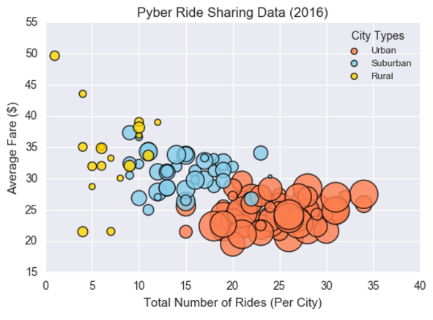 Pyber Ride Sharing Data (2016)
55
50
45
40
35
30
25
20
15
Average Fare ($)
City Types
Urban
Suburban
Rural
0 5 10 15 20 25 30 35 40
Total Number of Rides (Per City)